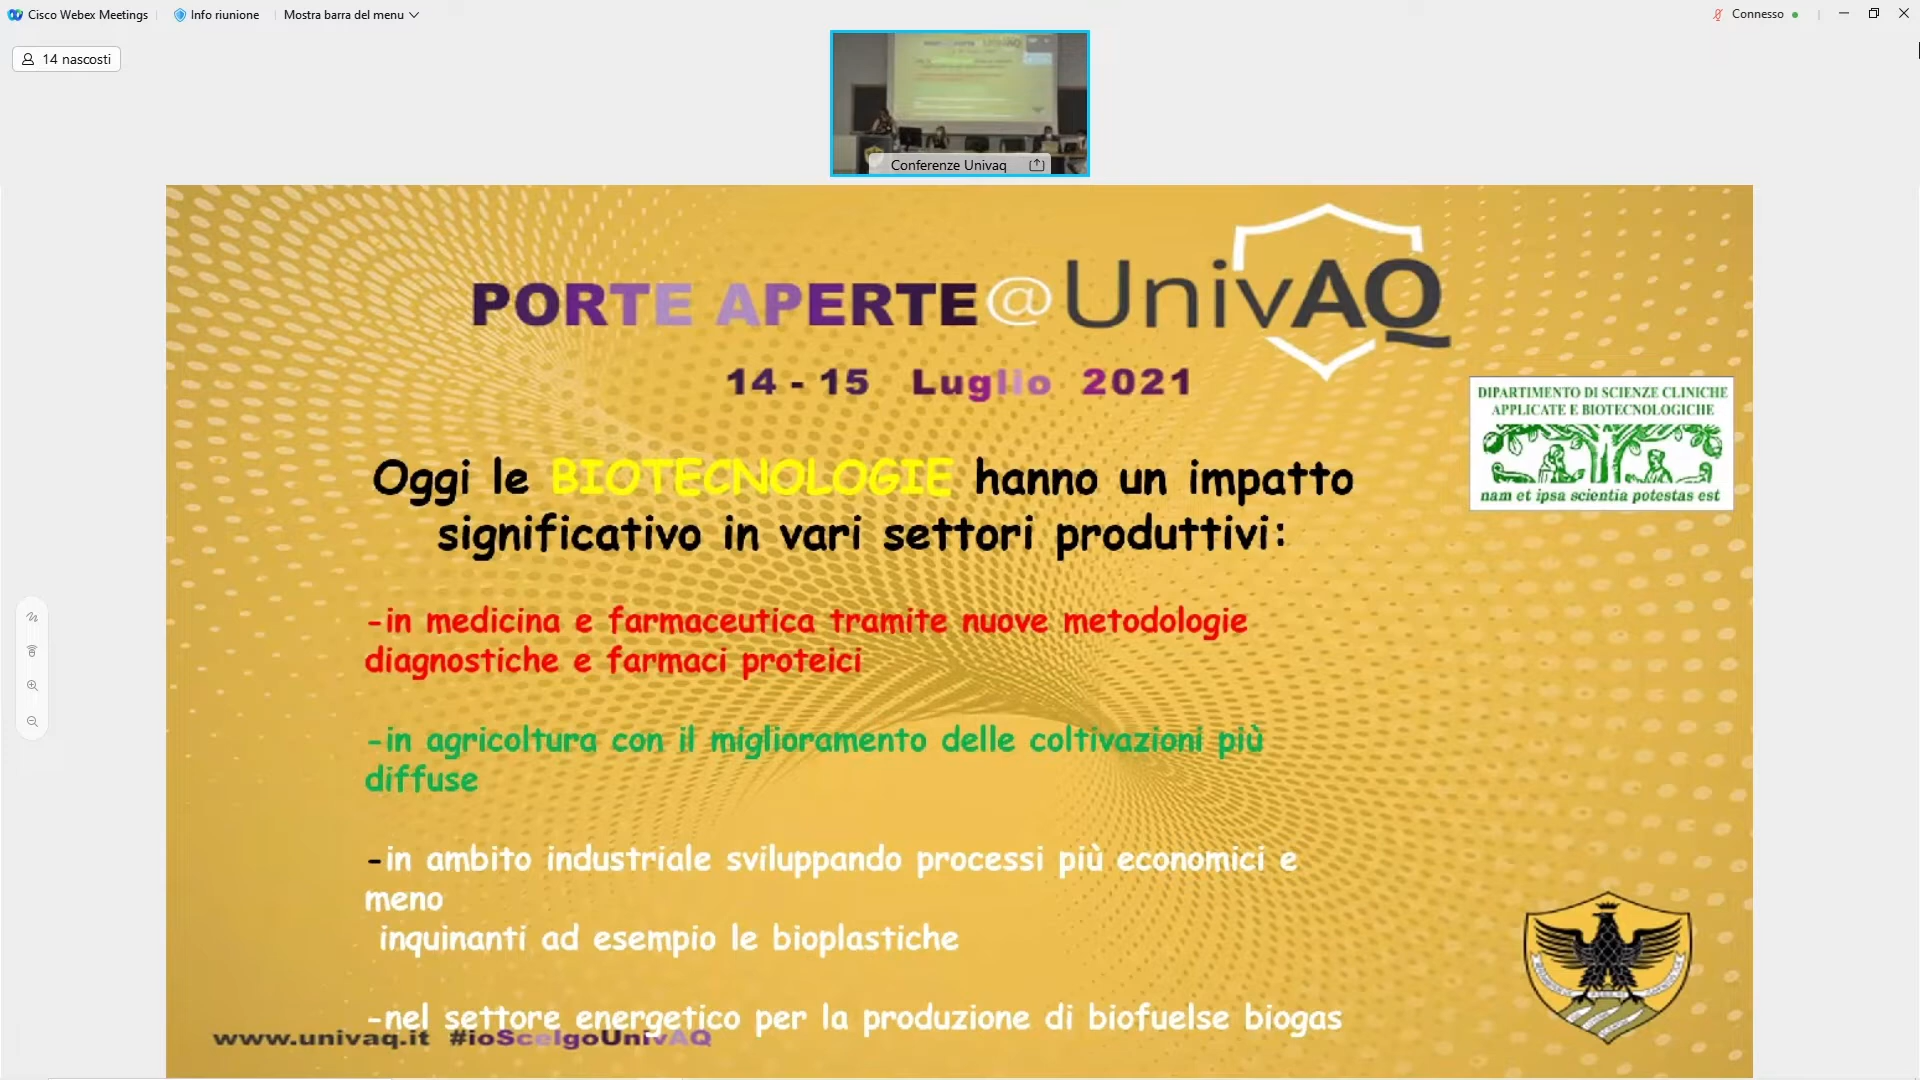 Cisco Webex Meetings
Info riunione
Mostra barra del menu
Connesso
14 nascosti
Conferenze Univaq
PORTE APERTE@UnivAQ
14 - 15 Luglio 2021
DIPARTIMENTO DI SCIENZE CLINICHE
APPLICATE E BIOTECNOLOGICHE
nam et ipsa scientia potestas est
Oggi le BIOTECNOLOGIE hanno un impatto
significativo in vari settori produttivi:
-in medicina e farmaceutica tramite nuove metodologie
diagnostiche e farmaci proteici
-in agricoltura con il miglioramento delle coltivazioni più
diffuse
-in ambito industriale sviluppando processi più economici e
meno
inquinanti ad esempio le bioplastiche
-nel settore energetico per la produzione di biofuelse biogas
www.univaq.it #ioScelgoUnivAQ